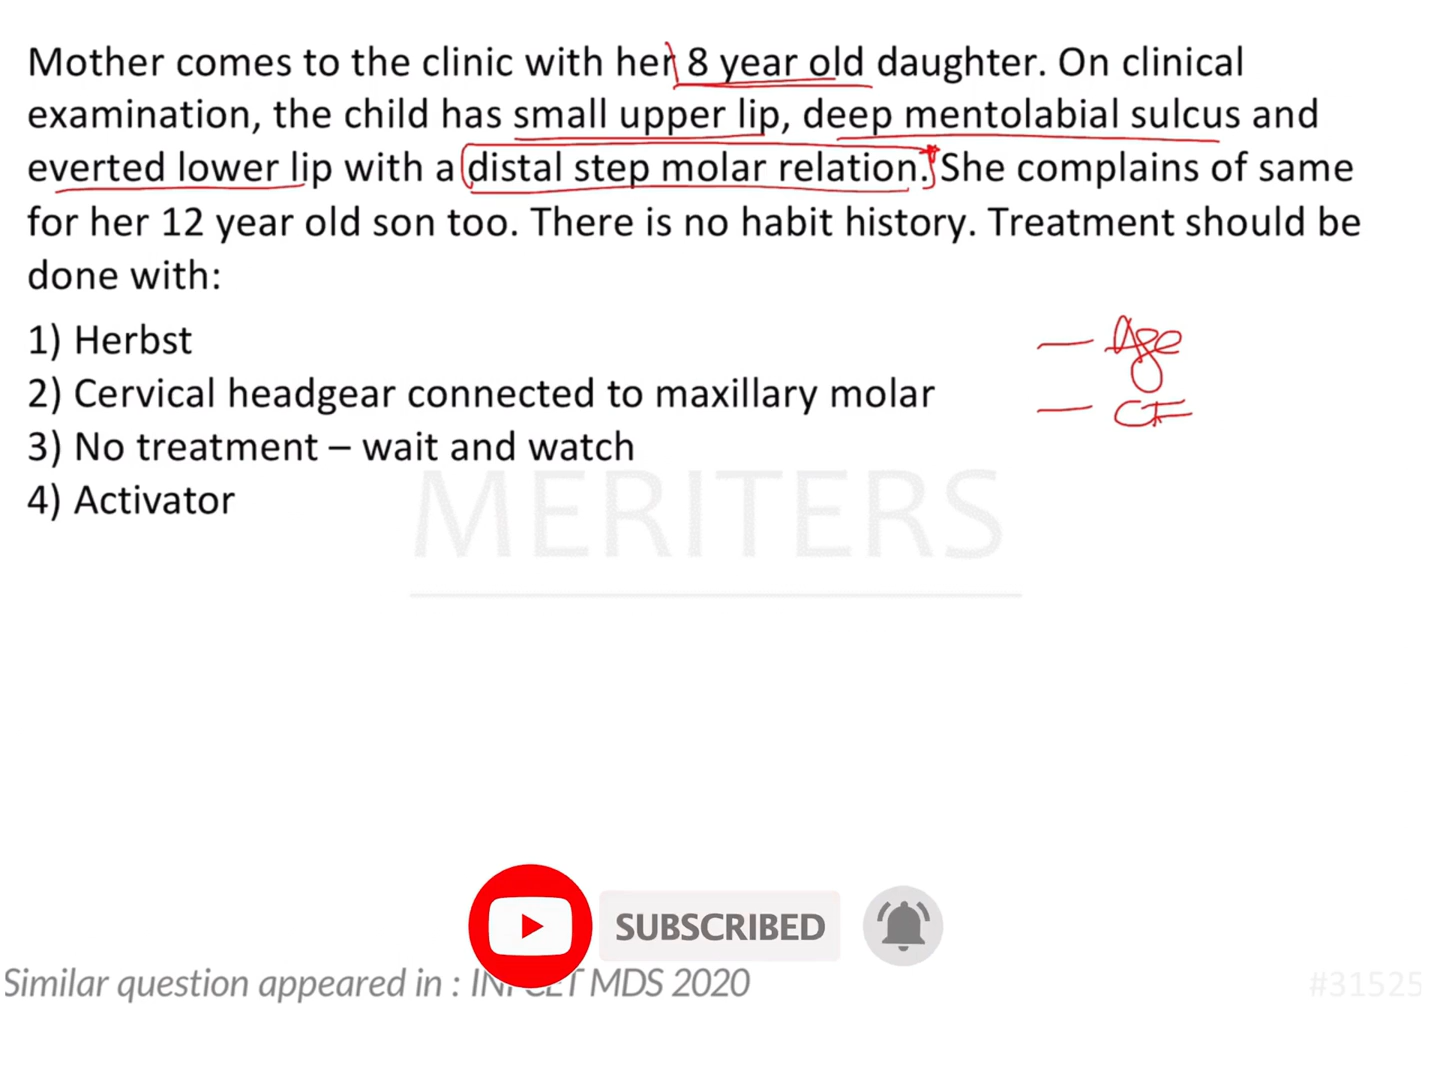 Mother comes to the clinic with her 8 year old daughter. On clinical
examination, the child has small upper lip, deep mentolabial sulcus and
everted lower lip with a distal step molar relation. She complains of same
for her 12 year old son too. There is no habit history. Treatment should be
done with:
1) Herbst
2) Cervical headgear connected to maxillary molar
3) No treatment – wait and watch
4) Activator
— Age
— CF
MERITERS
SUBSCRIBED
Similar question appeared in : MDS 2020
#31525